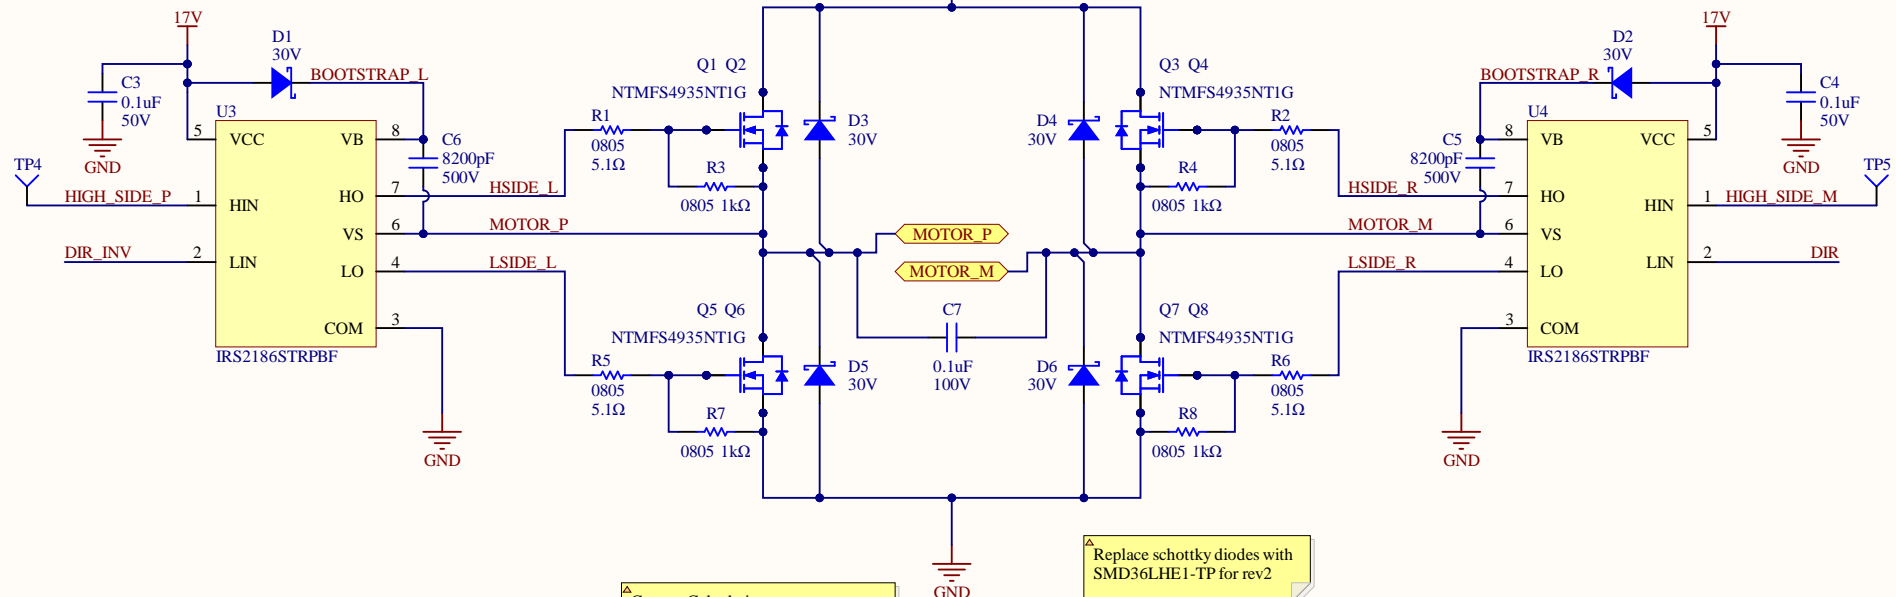 17V
D1
30V
BOOTSTRAP_L
C3
0.1uF
50V
GND
U3
5
VCC
VB
8
C6
8200pF
500V
TP4
HIGH_SIDE_P
1
HIN
HO
7
HSIDE_L
VS
6
MOTOR_P
DIR_INV
2
LIN
LO
4
LSIDE_L
COM
3
IRS2186STRPBF
GND
Q1 Q2
NTMFS4935NT1G
R1
0805
5.1Ω
R3
0805 1kΩ
D3
30V
Q5 Q6
NTMFS4935NT1G
R5
0805
5.1Ω
R7
0805 1kΩ
D5
30V
MOTOR_P
MOTOR_M
C7
0.1uF
100V
GND
Q3 Q4
NTMFS4935NT1G
D4
30V
R2
0805
5.1Ω
R4
0805 1kΩ
Q7 Q8
NTMFS4935NT1G
D6
30V
R6
0805
5.1Ω
R8
0805 1kΩ
17V
D2
30V
BOOTSTRAP_R
C4
0.1uF
50V
GND
U4
C5
8200pF
500V
8
VB
VCC
5
TP5
HSIDE_R
7
HO
HIN
1
HIGH_SIDE_M
MOTOR_M
6
VS
LSIDE_R
4
LO
LIN
2
DIR
3
COM
IRS2186STRPBF
GND
Replace schottky diodes with
SMD36LHE1-TP for rev2